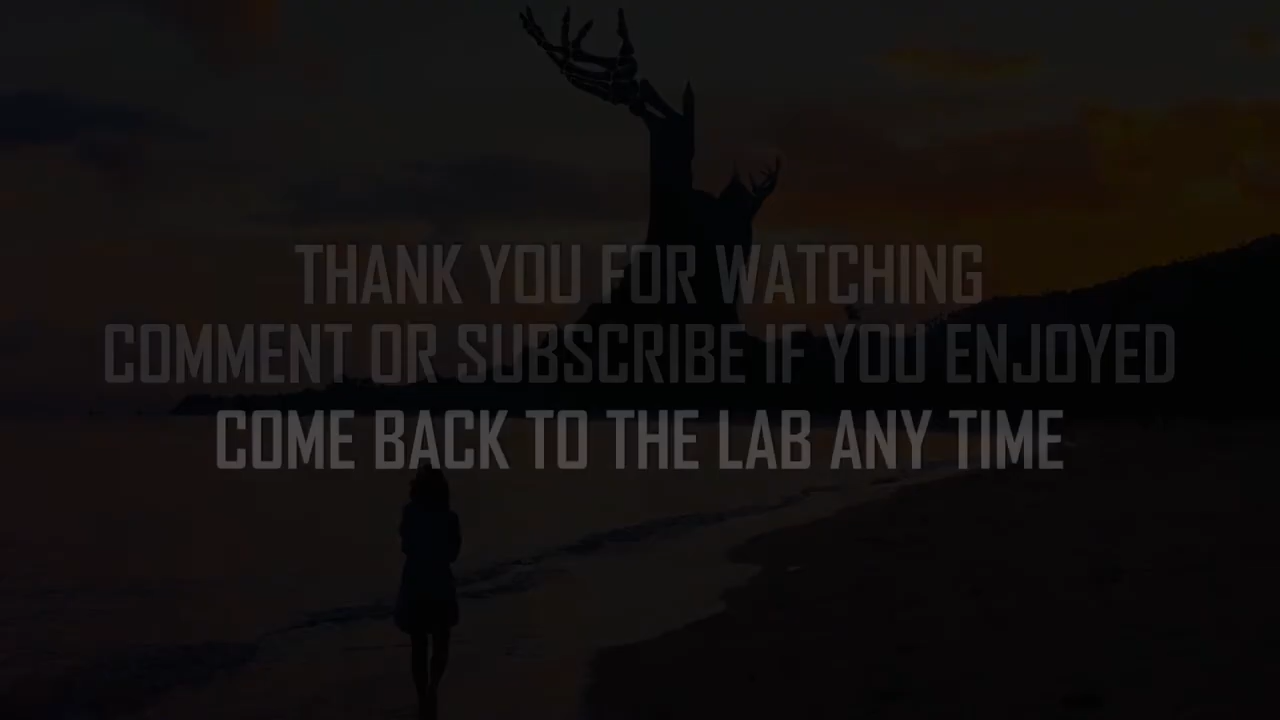 THANK YOU FOR WATCHING
COMMENT OR SUBSCRIBE IF YOU ENJOYED
COME BACK TO THE LAB ANY TIME